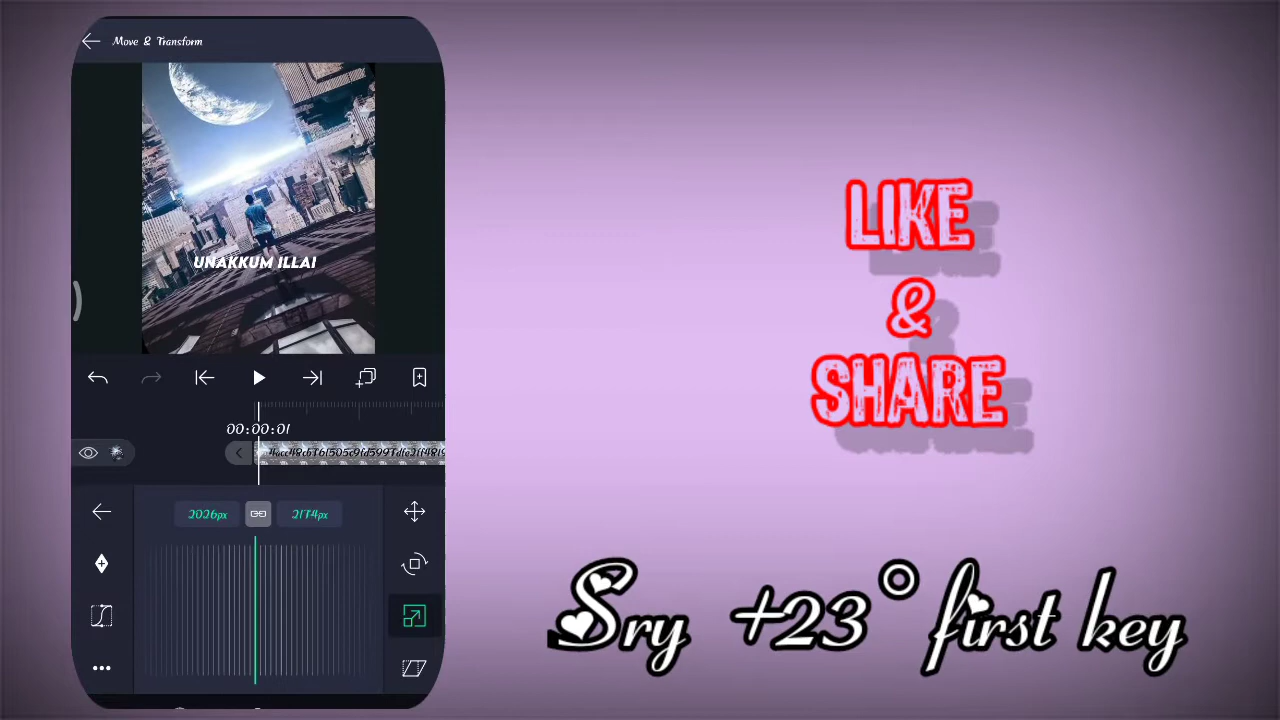 Move & Transform
UNAKKUM ILLAI
00:00:01
2026px
2174px
LIKE
&
SHARE
Sry +23° first key